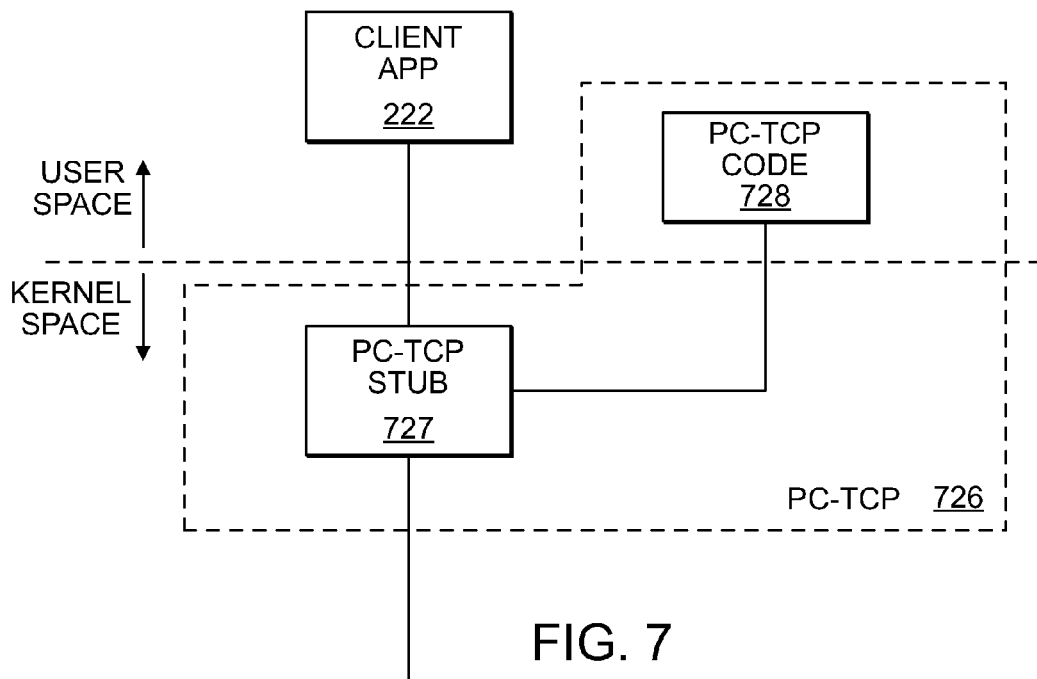 CLIENT
APP
222
PC-TCP
CODE
728
USER
SPACE
KERNEL
SPACE
PC-TCP
STUB
727
PC-TCP 726
FIG. 7